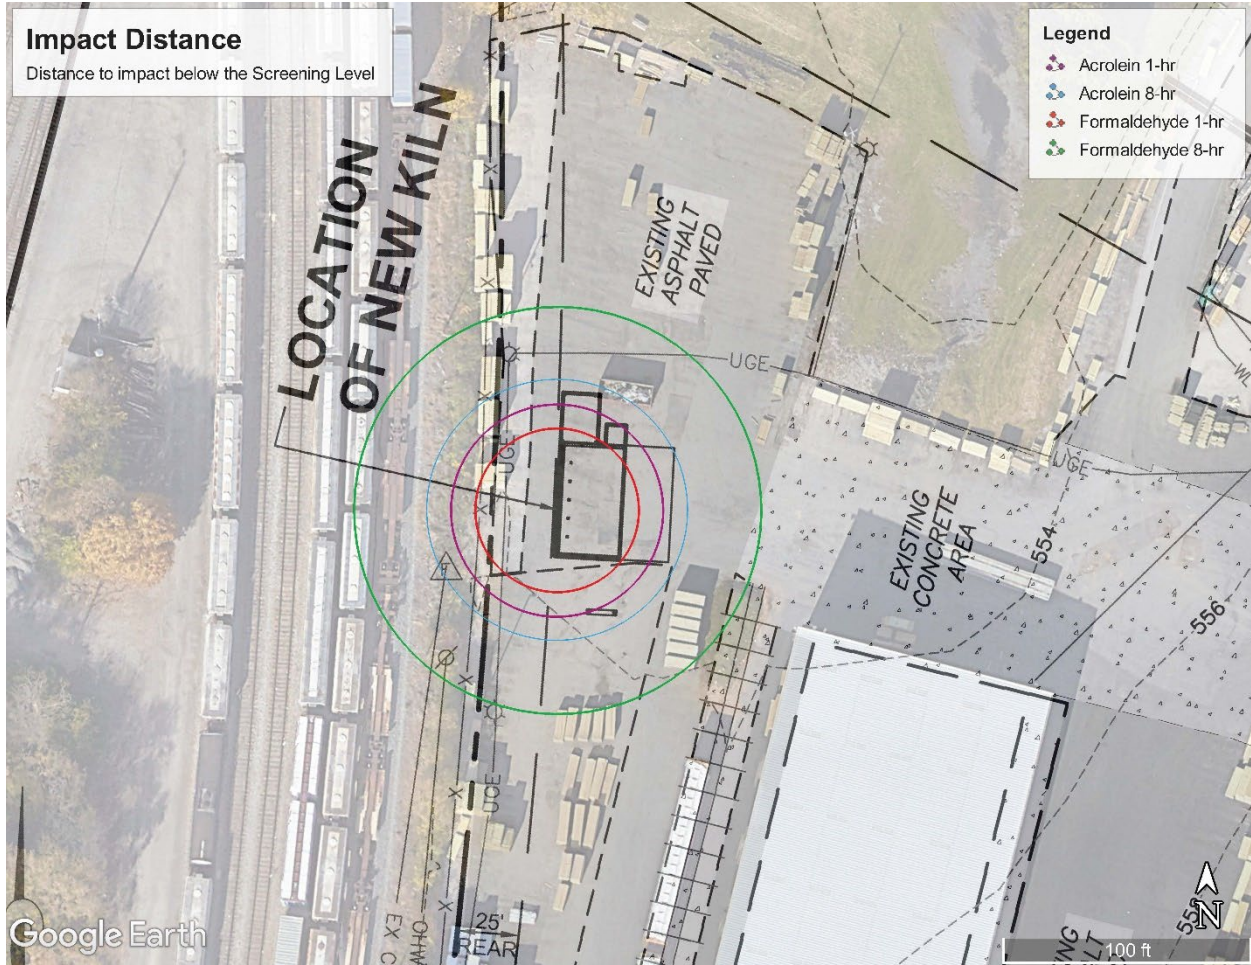 Impact Distance
Distance to impact below the Screening Level
Legend
Acrolein 1-hr
Acrolein 8-hr
Formaldehyde 1-hr
Formaldehyde 8-hr
LOCATION
OF NEW KILN
EXISTING
ASPHALT
PAVED
UGE
UGE
UGE
EXISTING
CONCRETE
AREA
554
556
UGE
25'
REAR
EX C
OHW
N
100 ft
Google Earth